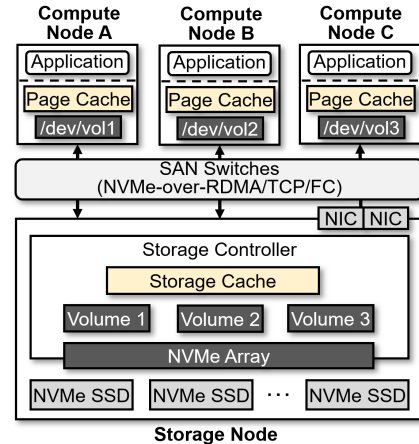 Compute Node A
Compute Node B
Compute Node C
Application
Application
Application
Page Cache
Page Cache
Page Cache
/dev/vol1
/dev/vol2
/dev/vol3
SAN Switches
(NVMe-over-RDMA/TCP/FC)
NIC NIC
Storage Controller
Storage Cache
Volume 1
Volume 2
Volume 3
NVMe Array
NVMe SSD
NVMe SSD
...
NVMe SSD
Storage Node